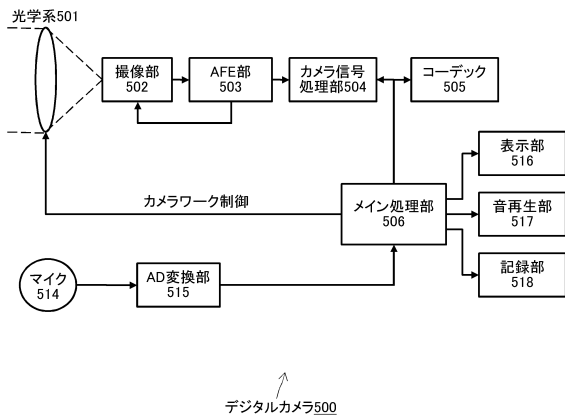 光学系501
撮像部
502
AFE部
503
カメラ信号
処理部504
コーデック
505
表示部
516
カメラワーク制御
メイン処理部
506
音再生部
517
マイク
514
AD変換部
515
記録部
518
デジタルカメラ500